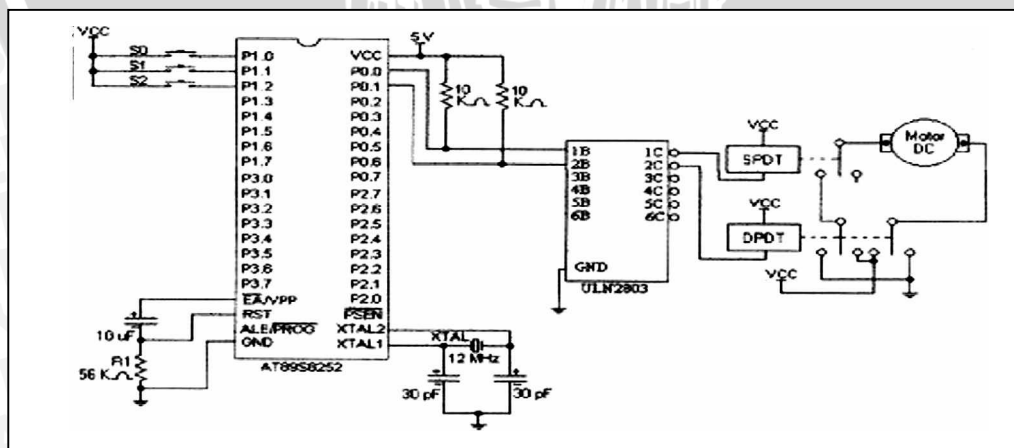 VCC
S0
S1
S2
P1.0
P1.1
P1.2
P1.3
P1.4
P1.5
P1.6
P1.7
P3.0
P3.1
P3.2
P3.3
P3.4
P3.5
P3.6
P3.7
EA/VPP
RST
ALE/PROG
GND
VCC
P0.0
P0.1
P0.2
P0.3
P0.4
P0.5
P0.6
P0.7
P2.7
P2.6
P2.5
P2.4
P2.3
P2.2
P2.1
P2.0
PSEN
XTAL2
XTAL1
AT89S8252
10 uF
R1
56 KΩ
5V
10 KΩ
10 KΩ
XTAL
12 MHz
30 pF
30 pF
1B
2B
3B
4B
5B
6B
1C
2C
3C
4C
5C
6C
GND
ULN2803
VCC
SPDT
VCC
DPDT
VCC
Motor
DC